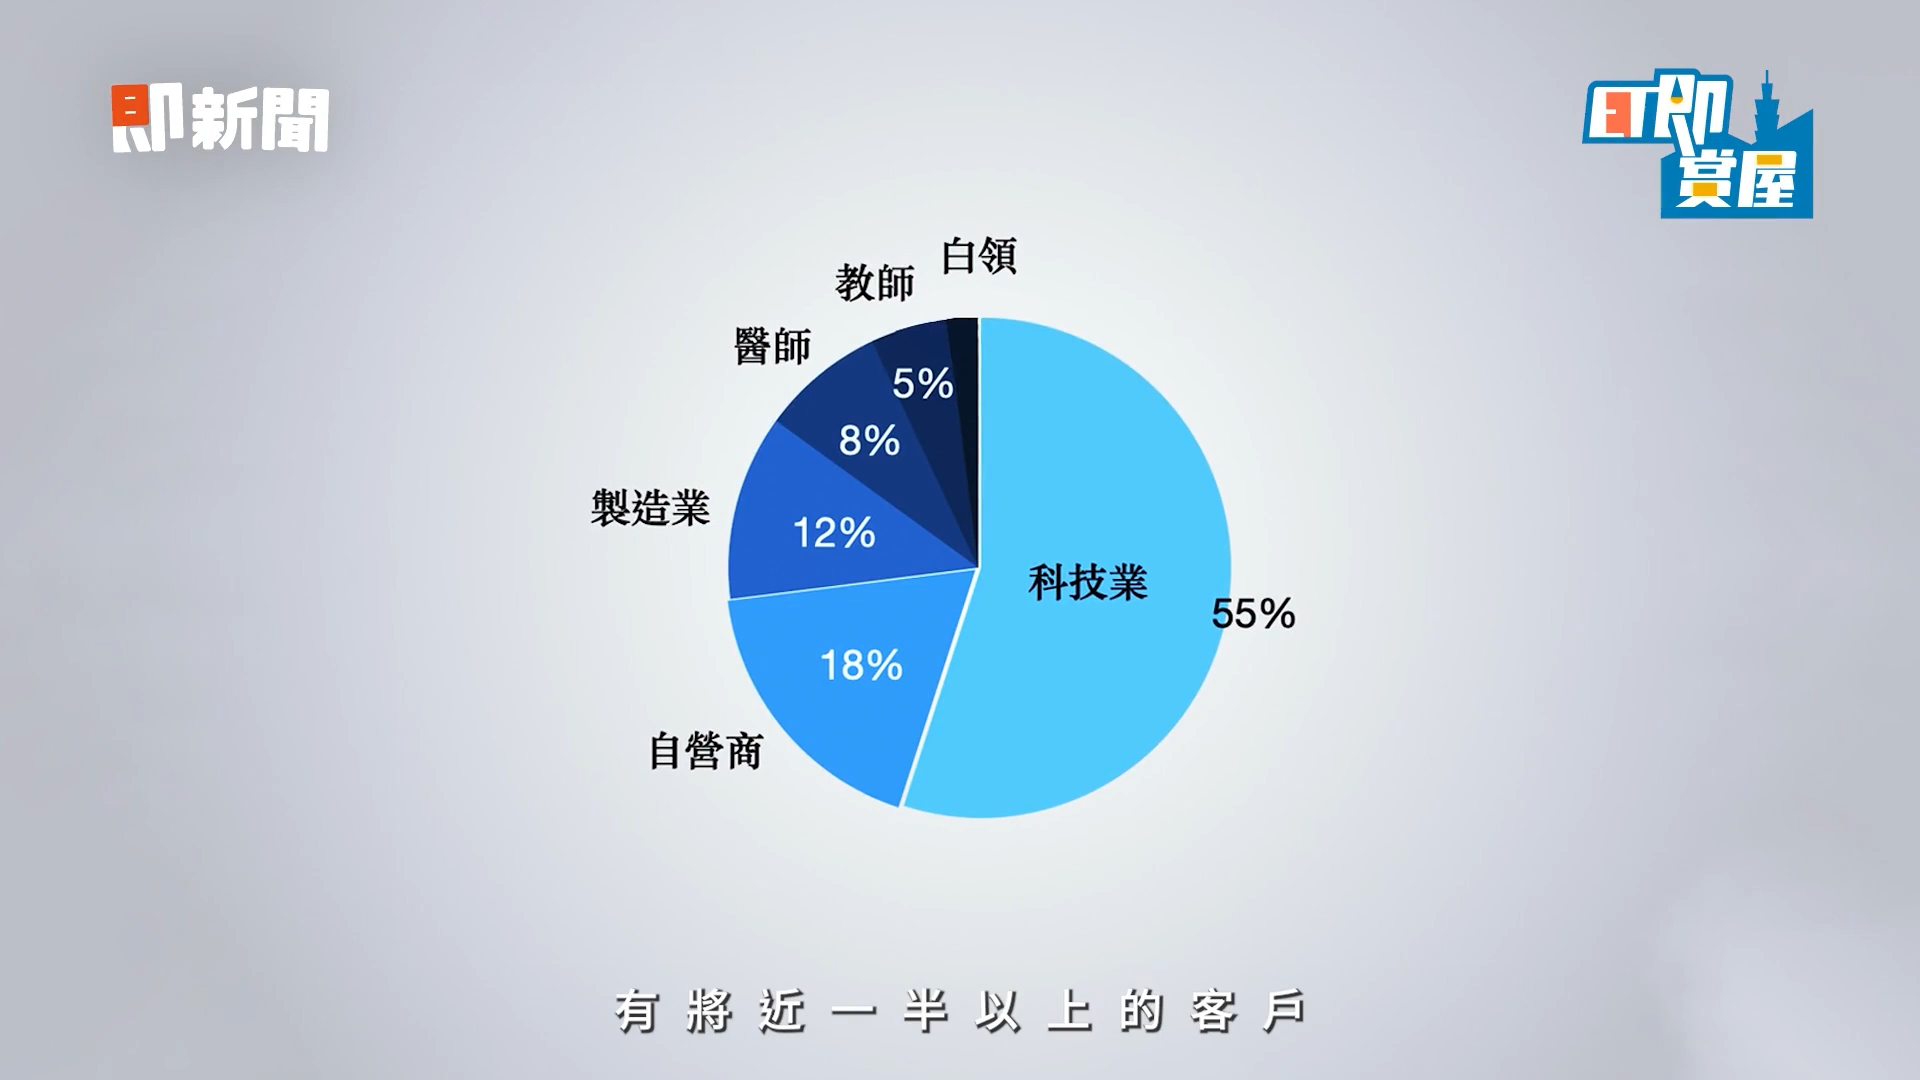 即新聞
ET即
賞屋
白領
教師
醫師
5%
8%
製造業
12%
科技業
55%
18%
自營商
有將近一半以上的客戶